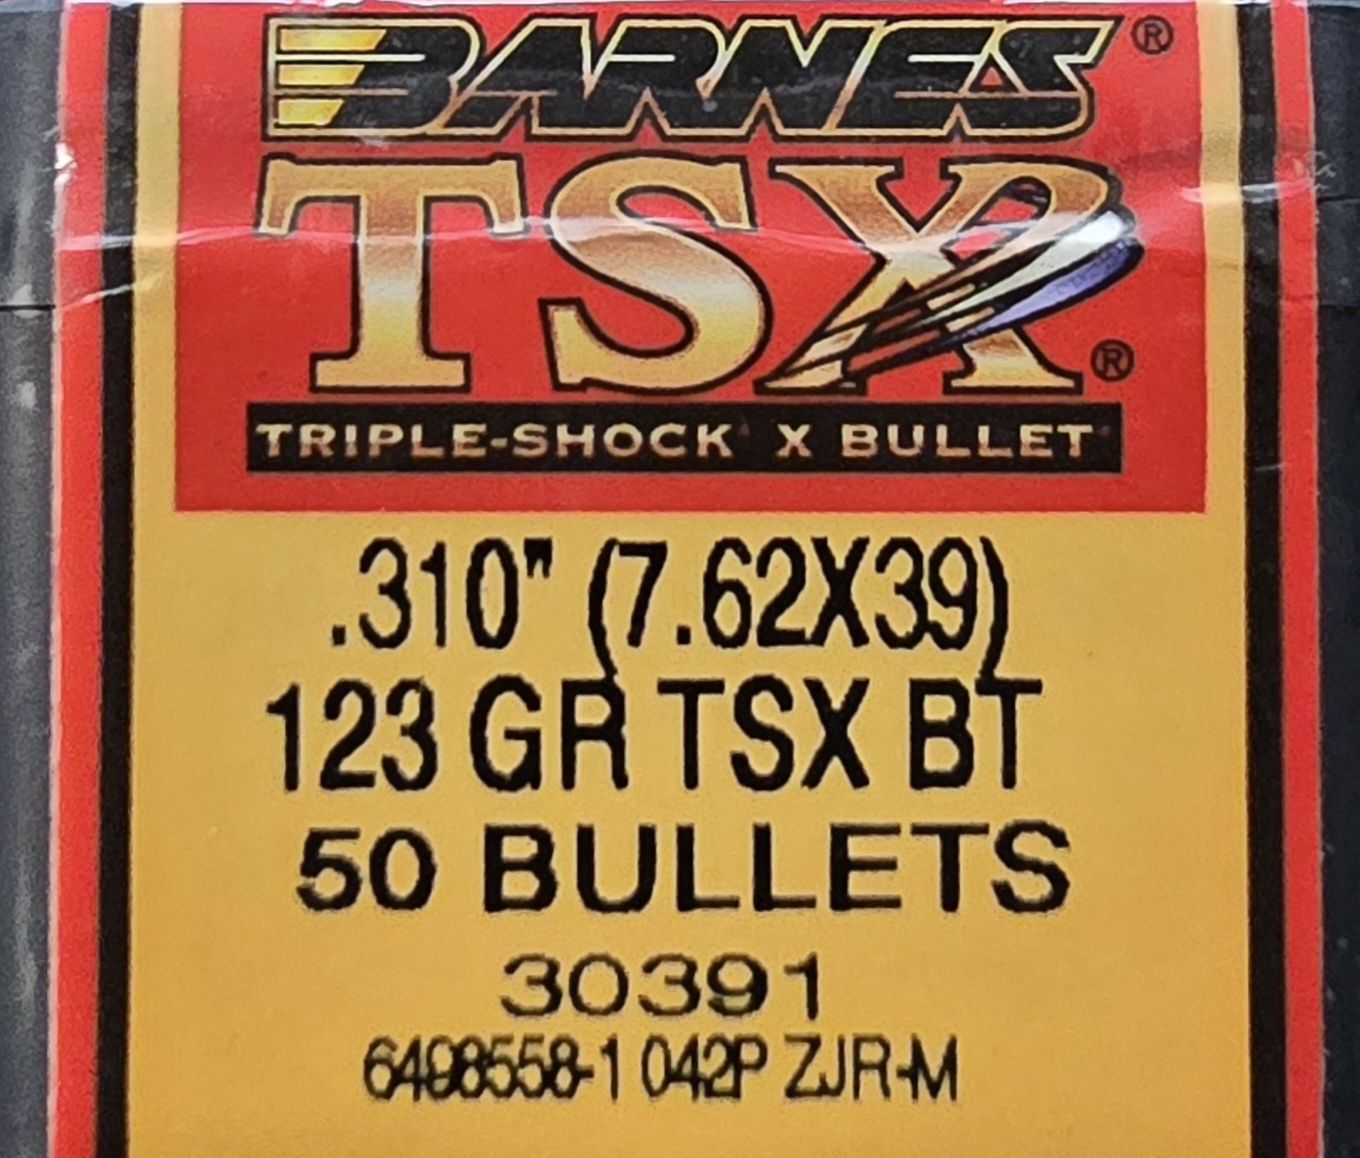 BARNES®
TSX®
TRIPLE-SHOCK X BULLET
.310" (7.62X39)
123 GR TSX BT
50 BULLETS
30391
6498558-1 042P ZJR-M